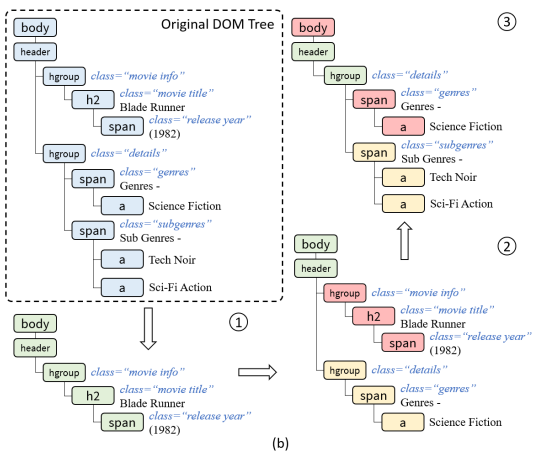 Original DOM Tree
body
header
hgroup class="movie info"
h2 class="movie title"
Blade Runner
span class="release year"
(1982)
hgroup class="details"
span class="genres"
Genres -
a Science Fiction
span class="subgenres"
Sub Genres -
a Tech Noir
a Sci-Fi Action
1
body
header
hgroup class="movie info"
h2 class="movie title"
Blade Runner
span class="release year"
(1982)
2
body
header
hgroup class="movie info"
h2 class="movie title"
Blade Runner
span class="release year"
(1982)
hgroup class="details"
span class="genres"
Genres -
a Science Fiction
3
body
header
hgroup class="details"
span class="genres"
Genres -
a Science Fiction
span class="subgenres"
Sub Genres -
a Tech Noir
a Sci-Fi Action
(b)